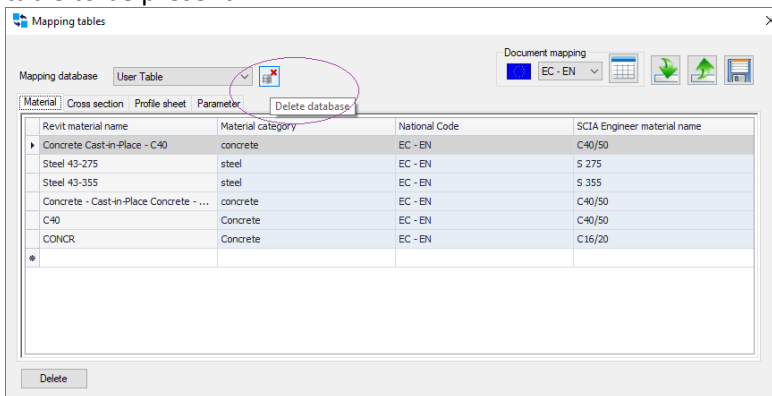 Mapping tables
Document mapping
Mapping database User Table EC - EN
Material Cross section Profile sheet Parameter
Delete database
Revit material name Material category National Code SCIA Engineer material name
Concrete Cast-in-Place - C40 concrete EC - EN C40/50
Steel 43-275 steel EC - EN S 275
Steel 43-355 steel EC - EN S 355
Concrete - Cast-in-Place Concrete - ... concrete EC - EN C40/50
C40 Concrete EC - EN C40/50
CONCR Concrete EC - EN C16/20
Delete